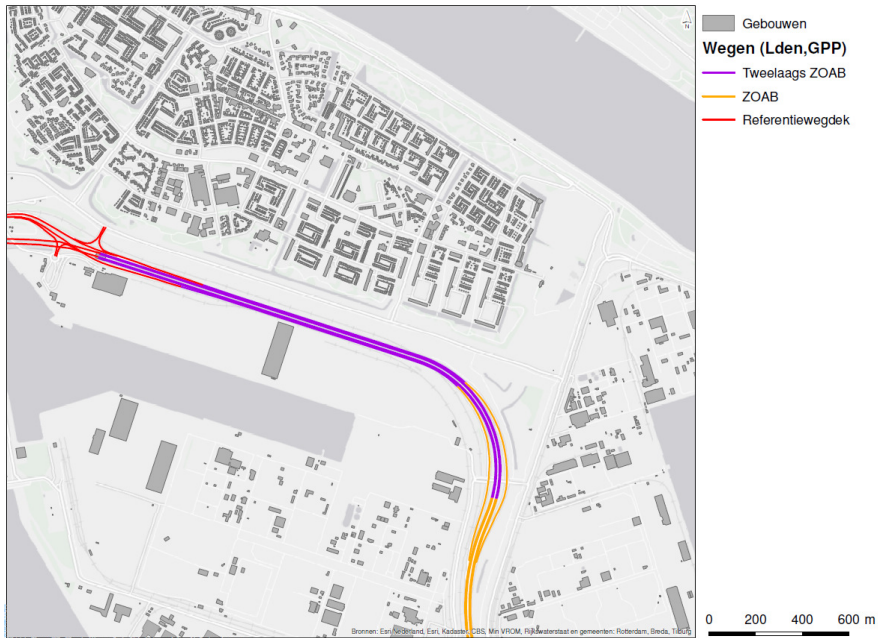 Gebouwen
Wegen (Lden,GPP)
Tweelaags ZOAB
ZOAB
Referentiewegdek
Bronnen: Esri Nederland, Esri, Kadaster, CBS, Min VROM, Rijkswaterstaat en gemeenten: Rotterdam, Breda, Tilburg
0 200 400 600 m